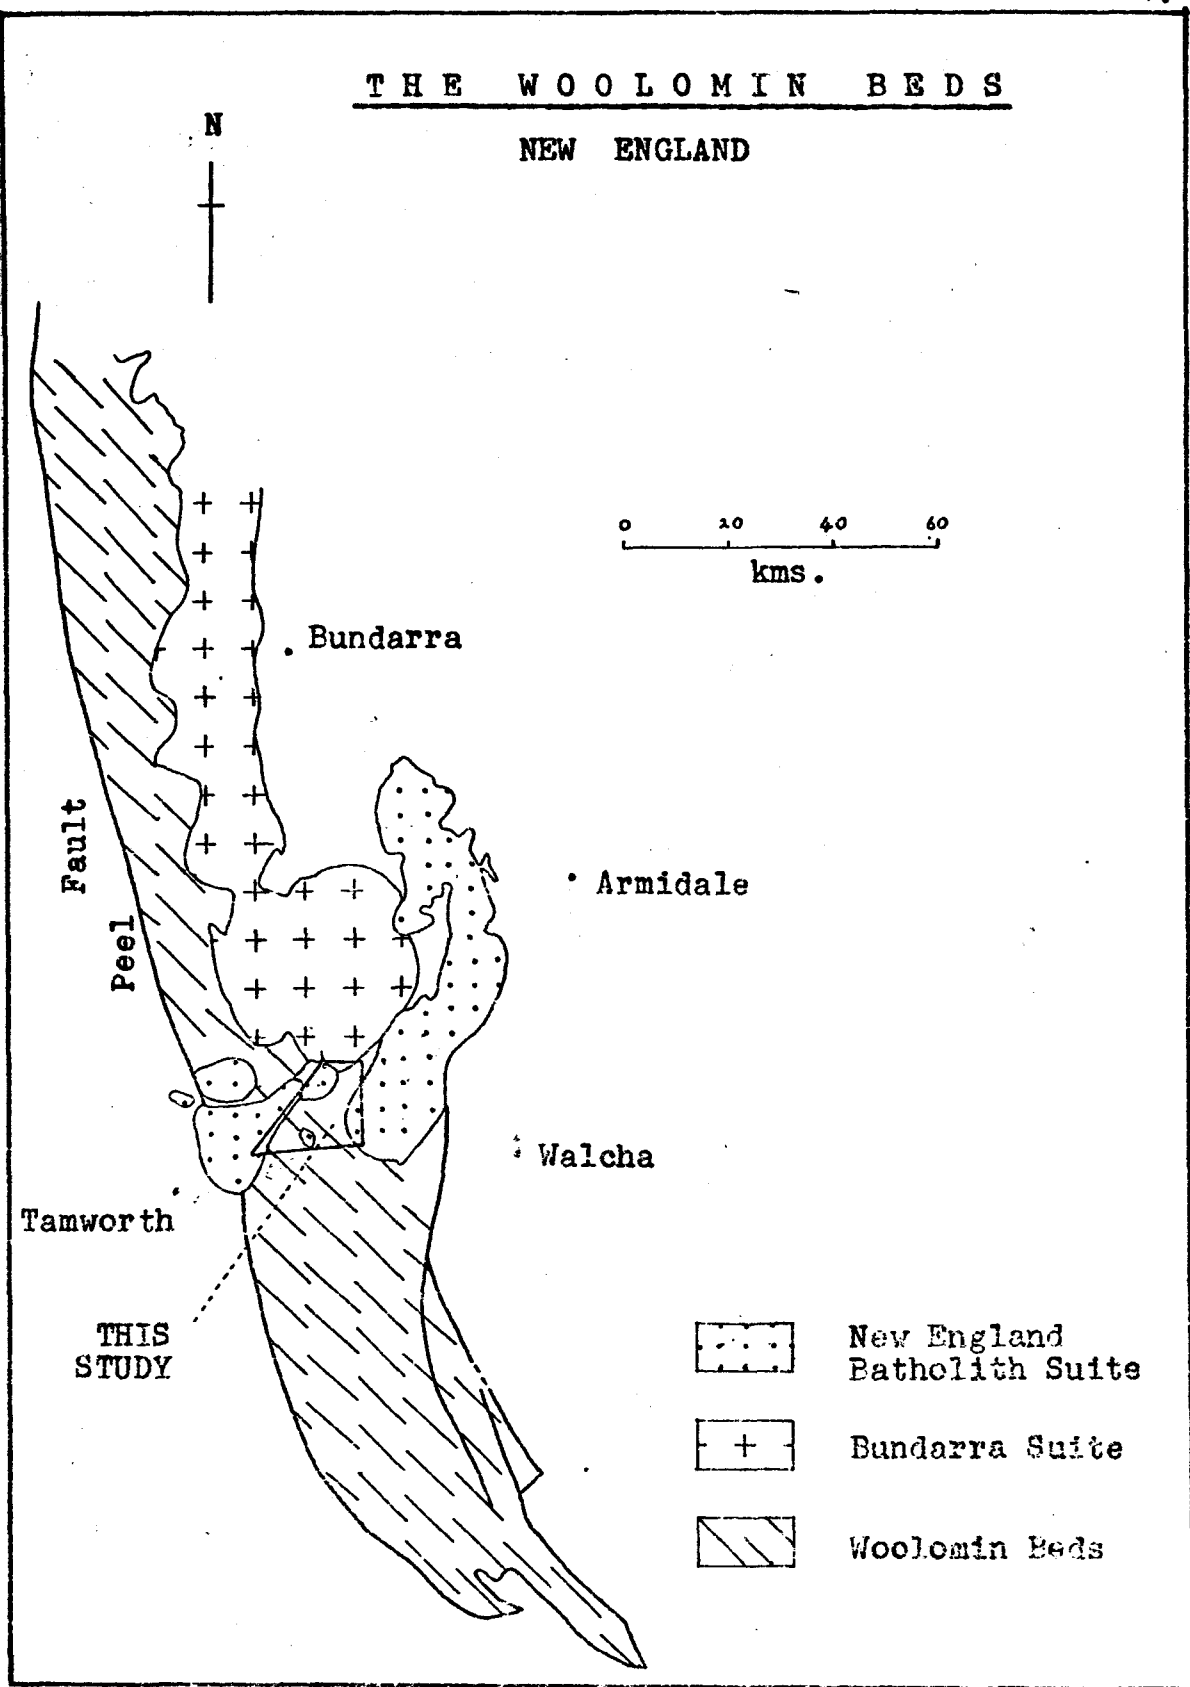 THE WOOLOMIN BEDS
NEW ENGLAND
N
0 20 40 60
kms.
Bundarra
Fault
Peel
Armidale
Walcha
Tamworth
THIS
STUDY
New England
Batholith Suite
Bundarra Suite
Woolomin Beds